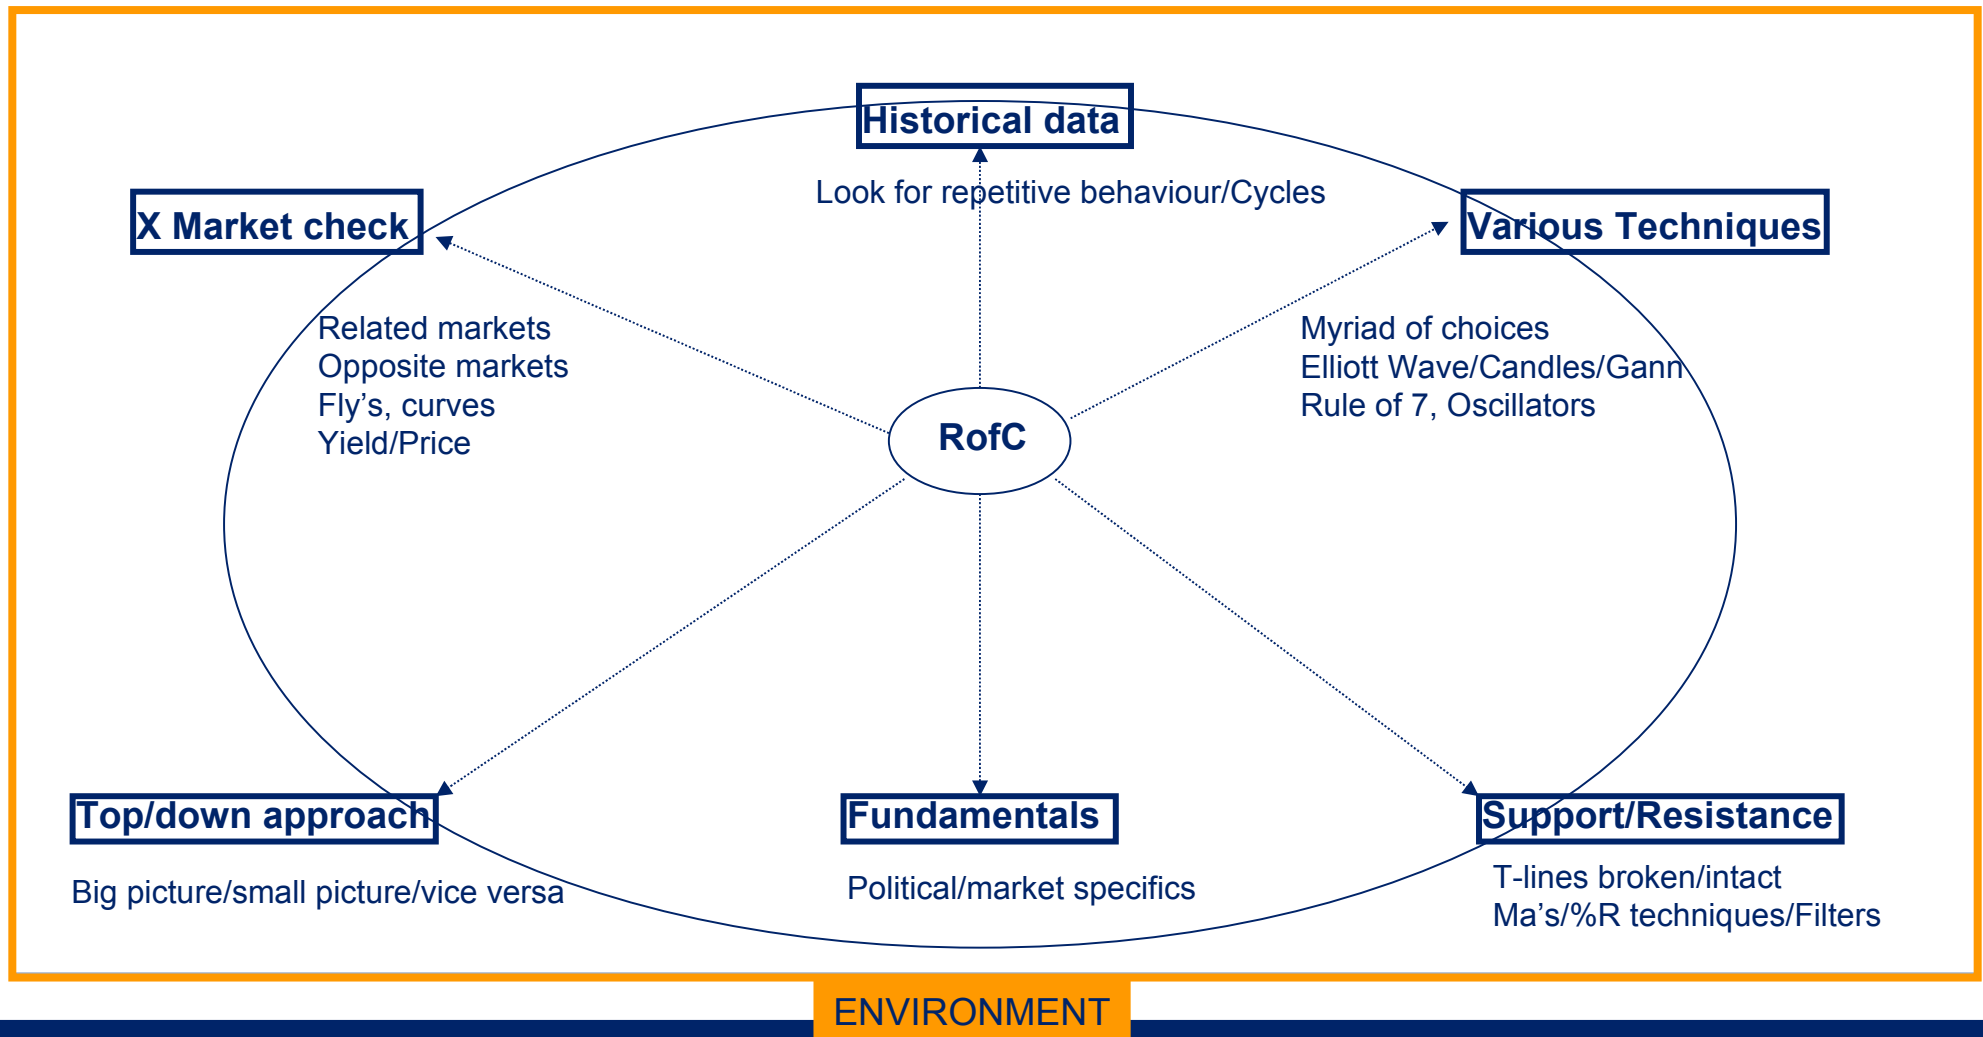 Historical data
Look for repetitive behaviour/Cycles
X Market check
Various Techniques
Related markets
Opposite markets
Fly's, curves
Yield/Price
Myriad of choices
Elliott Wave/Candles/Gann
Rule of 7, Oscillators
RofC
Top/down approach
Fundamentals
Support/Resistance
Big picture/small picture/vice versa
Political/market specifics
T-lines broken/intact
Ma's/%R techniques/Filters
ENVIRONMENT